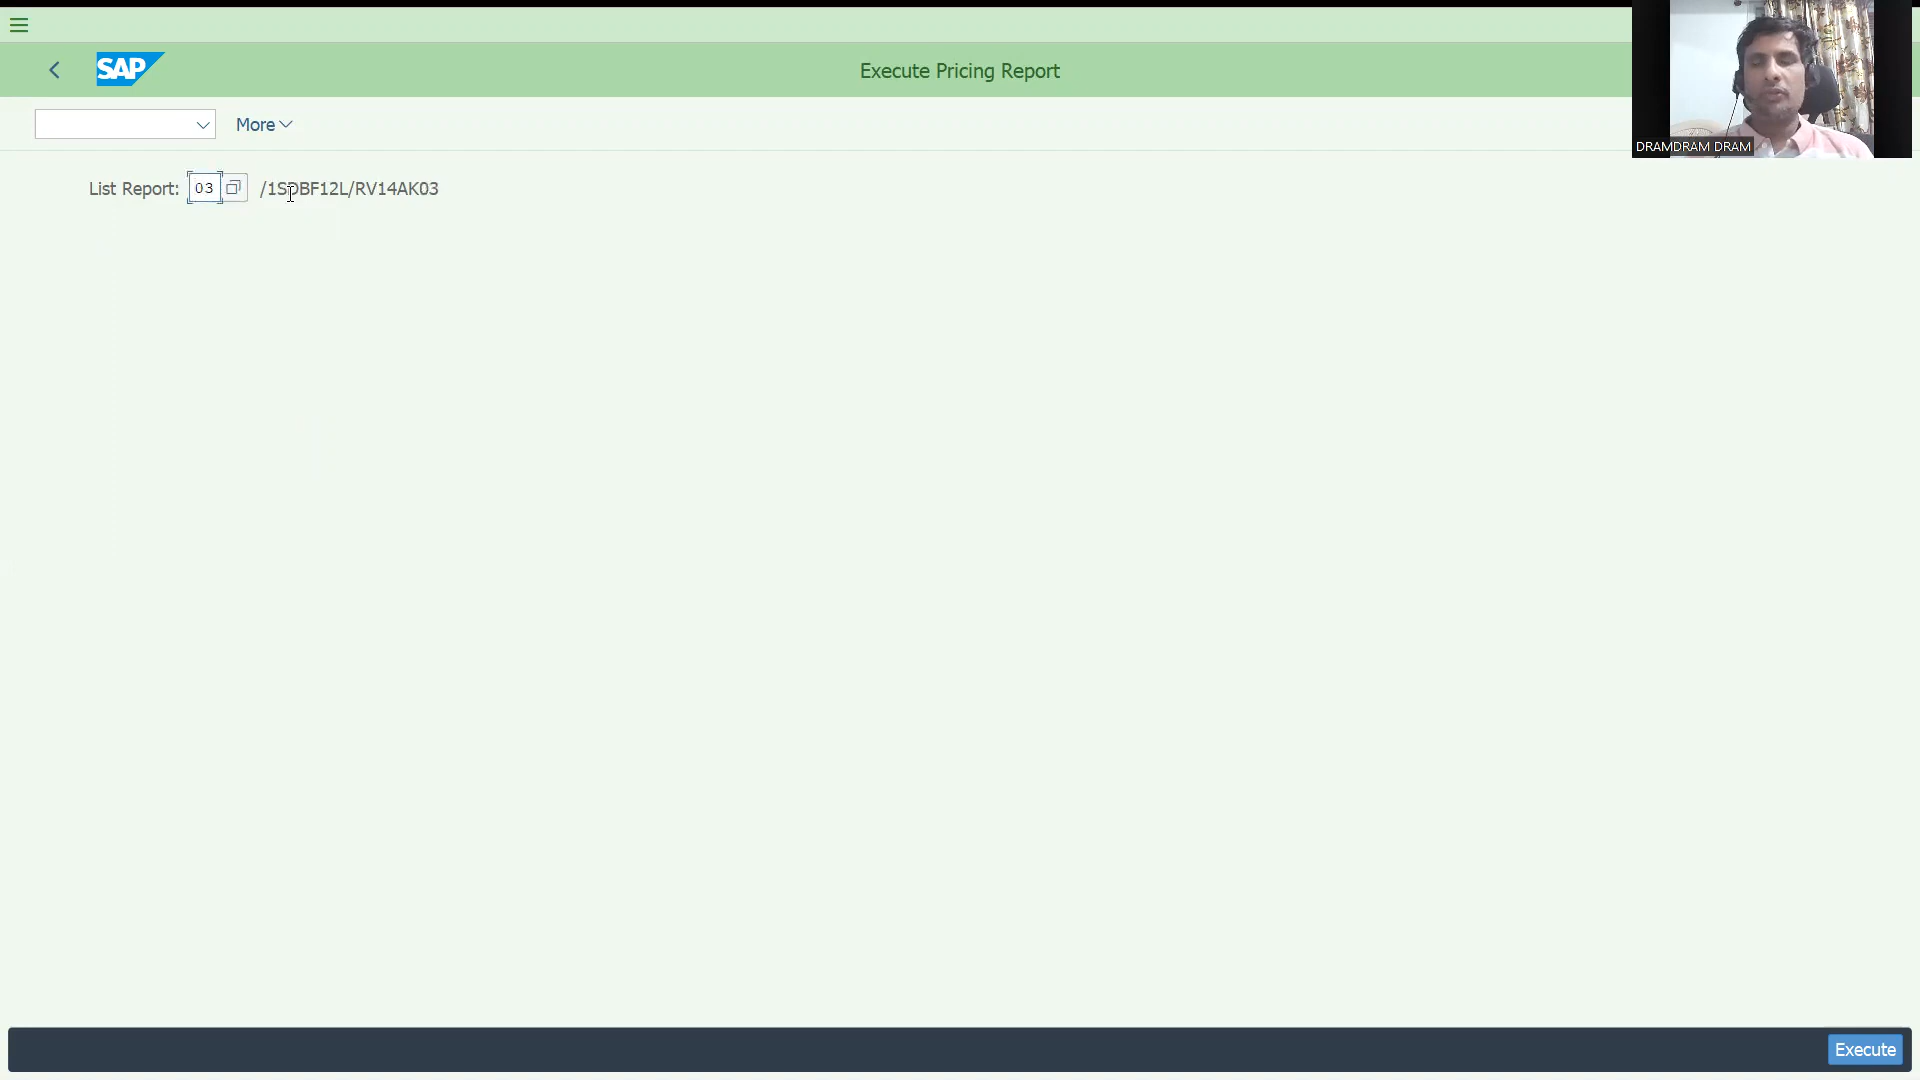 SAP
Execute Pricing Report
More
List Report: 03 /1SDBF12L/RV14AK03
DRAMDRAM DRAM
Execute